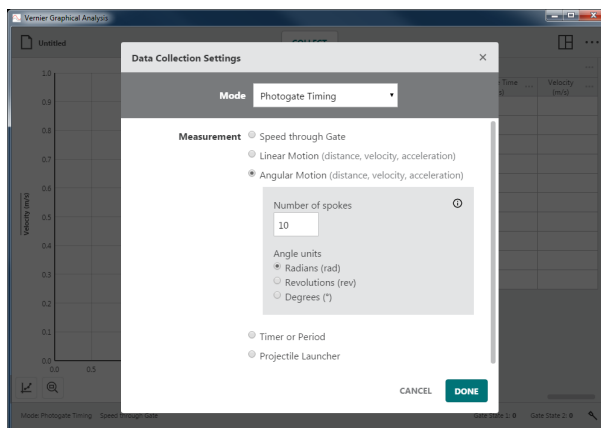 Vernier Graphical Analysis
Untitled
COLLECT
Data Collection Settings
Mode Photogate Timing
Measurement Speed through Gate
Linear Motion (distance, velocity, acceleration)
Angular Motion (distance, velocity, acceleration)
Number of spokes
10
Angle units
Radians (rad)
Revolutions (rev)
Degrees (°)
Timer or Period
Projectile Launcher
CANCEL DONE
Time Velocity
(m/s)
Velocity (m/s)
1.0
0.9
0.8
0.7
0.6
0.5
0.4
0.3
0.2
0.1
0.0
0.0 0.5
Mode: Photogate Timing Speed through Gate Gate State 1: 0 Gate State 2: 0